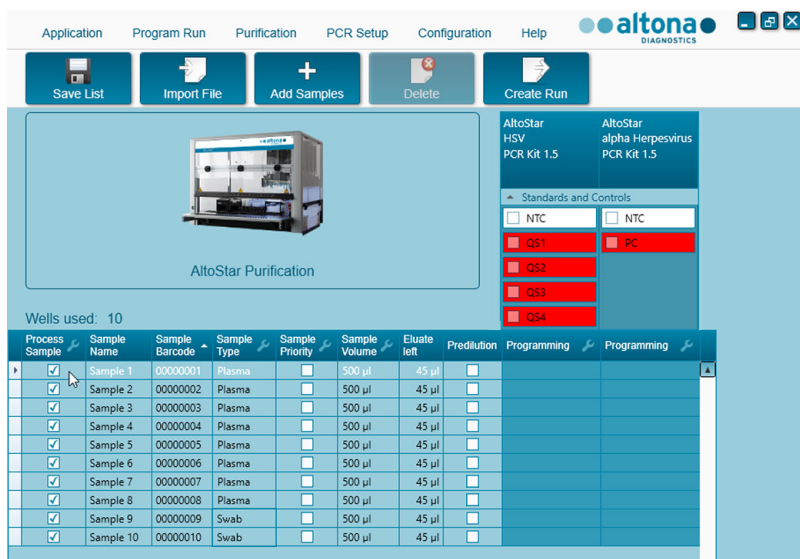 Application Program Run Purification PCR Setup Configuration Help altona
DIAGNOSTICS
Save List Import File Add Samples Delete Create Run
AltoStar
HSV
PCR Kit 1.5
AltoStar
alpha Herpesvirus
PCR Kit 1.5
Standards and Controls
NTC NTC
QS1 PC
QS2
QS3
QS4
altona
AltoStar Purification
Wells used: 10
Process Sample Sample Name Sample Barcode Sample Type Sample Priority Sample Volume Eluate left Predilution Programming Programming
Sample 1 00000001 Plasma 500 µl 45 µl
Sample 2 00000002 Plasma 500 µl 45 µl
Sample 3 00000003 Plasma 500 µl 45 µl
Sample 4 00000004 Plasma 500 µl 45 µl
Sample 5 00000005 Plasma 500 µl 45 µl
Sample 6 00000006 Plasma 500 µl 45 µl
Sample 7 00000007 Plasma 500 µl 45 µl
Sample 8 00000008 Plasma 500 µl 45 µl
Sample 9 00000009 Swab 500 µl 45 µl
Sample 10 00000010 Swab 500 µl 45 µl